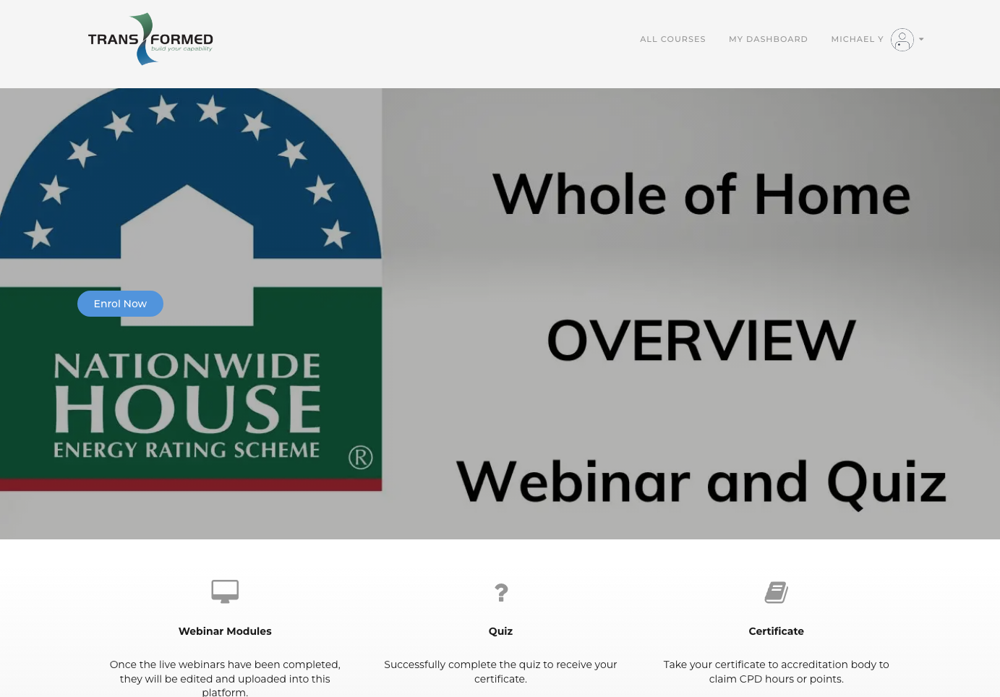 TRANSFORMED
build your capability
ALL COURSES
MY DASHBOARD
MICHAEL Y
Whole of Home
OVERVIEW
Webinar and Quiz
Enrol Now
NATIONWIDE
HOUSE
ENERGY RATING SCHEME
®
Webinar Modules
Once the live webinars have been completed,
they will be edited and uploaded into this
platform.
?
Quiz
Successfully complete the quiz to receive your
certificate.
Certificate
Take your certificate to accreditation body to
claim CPD hours or points.